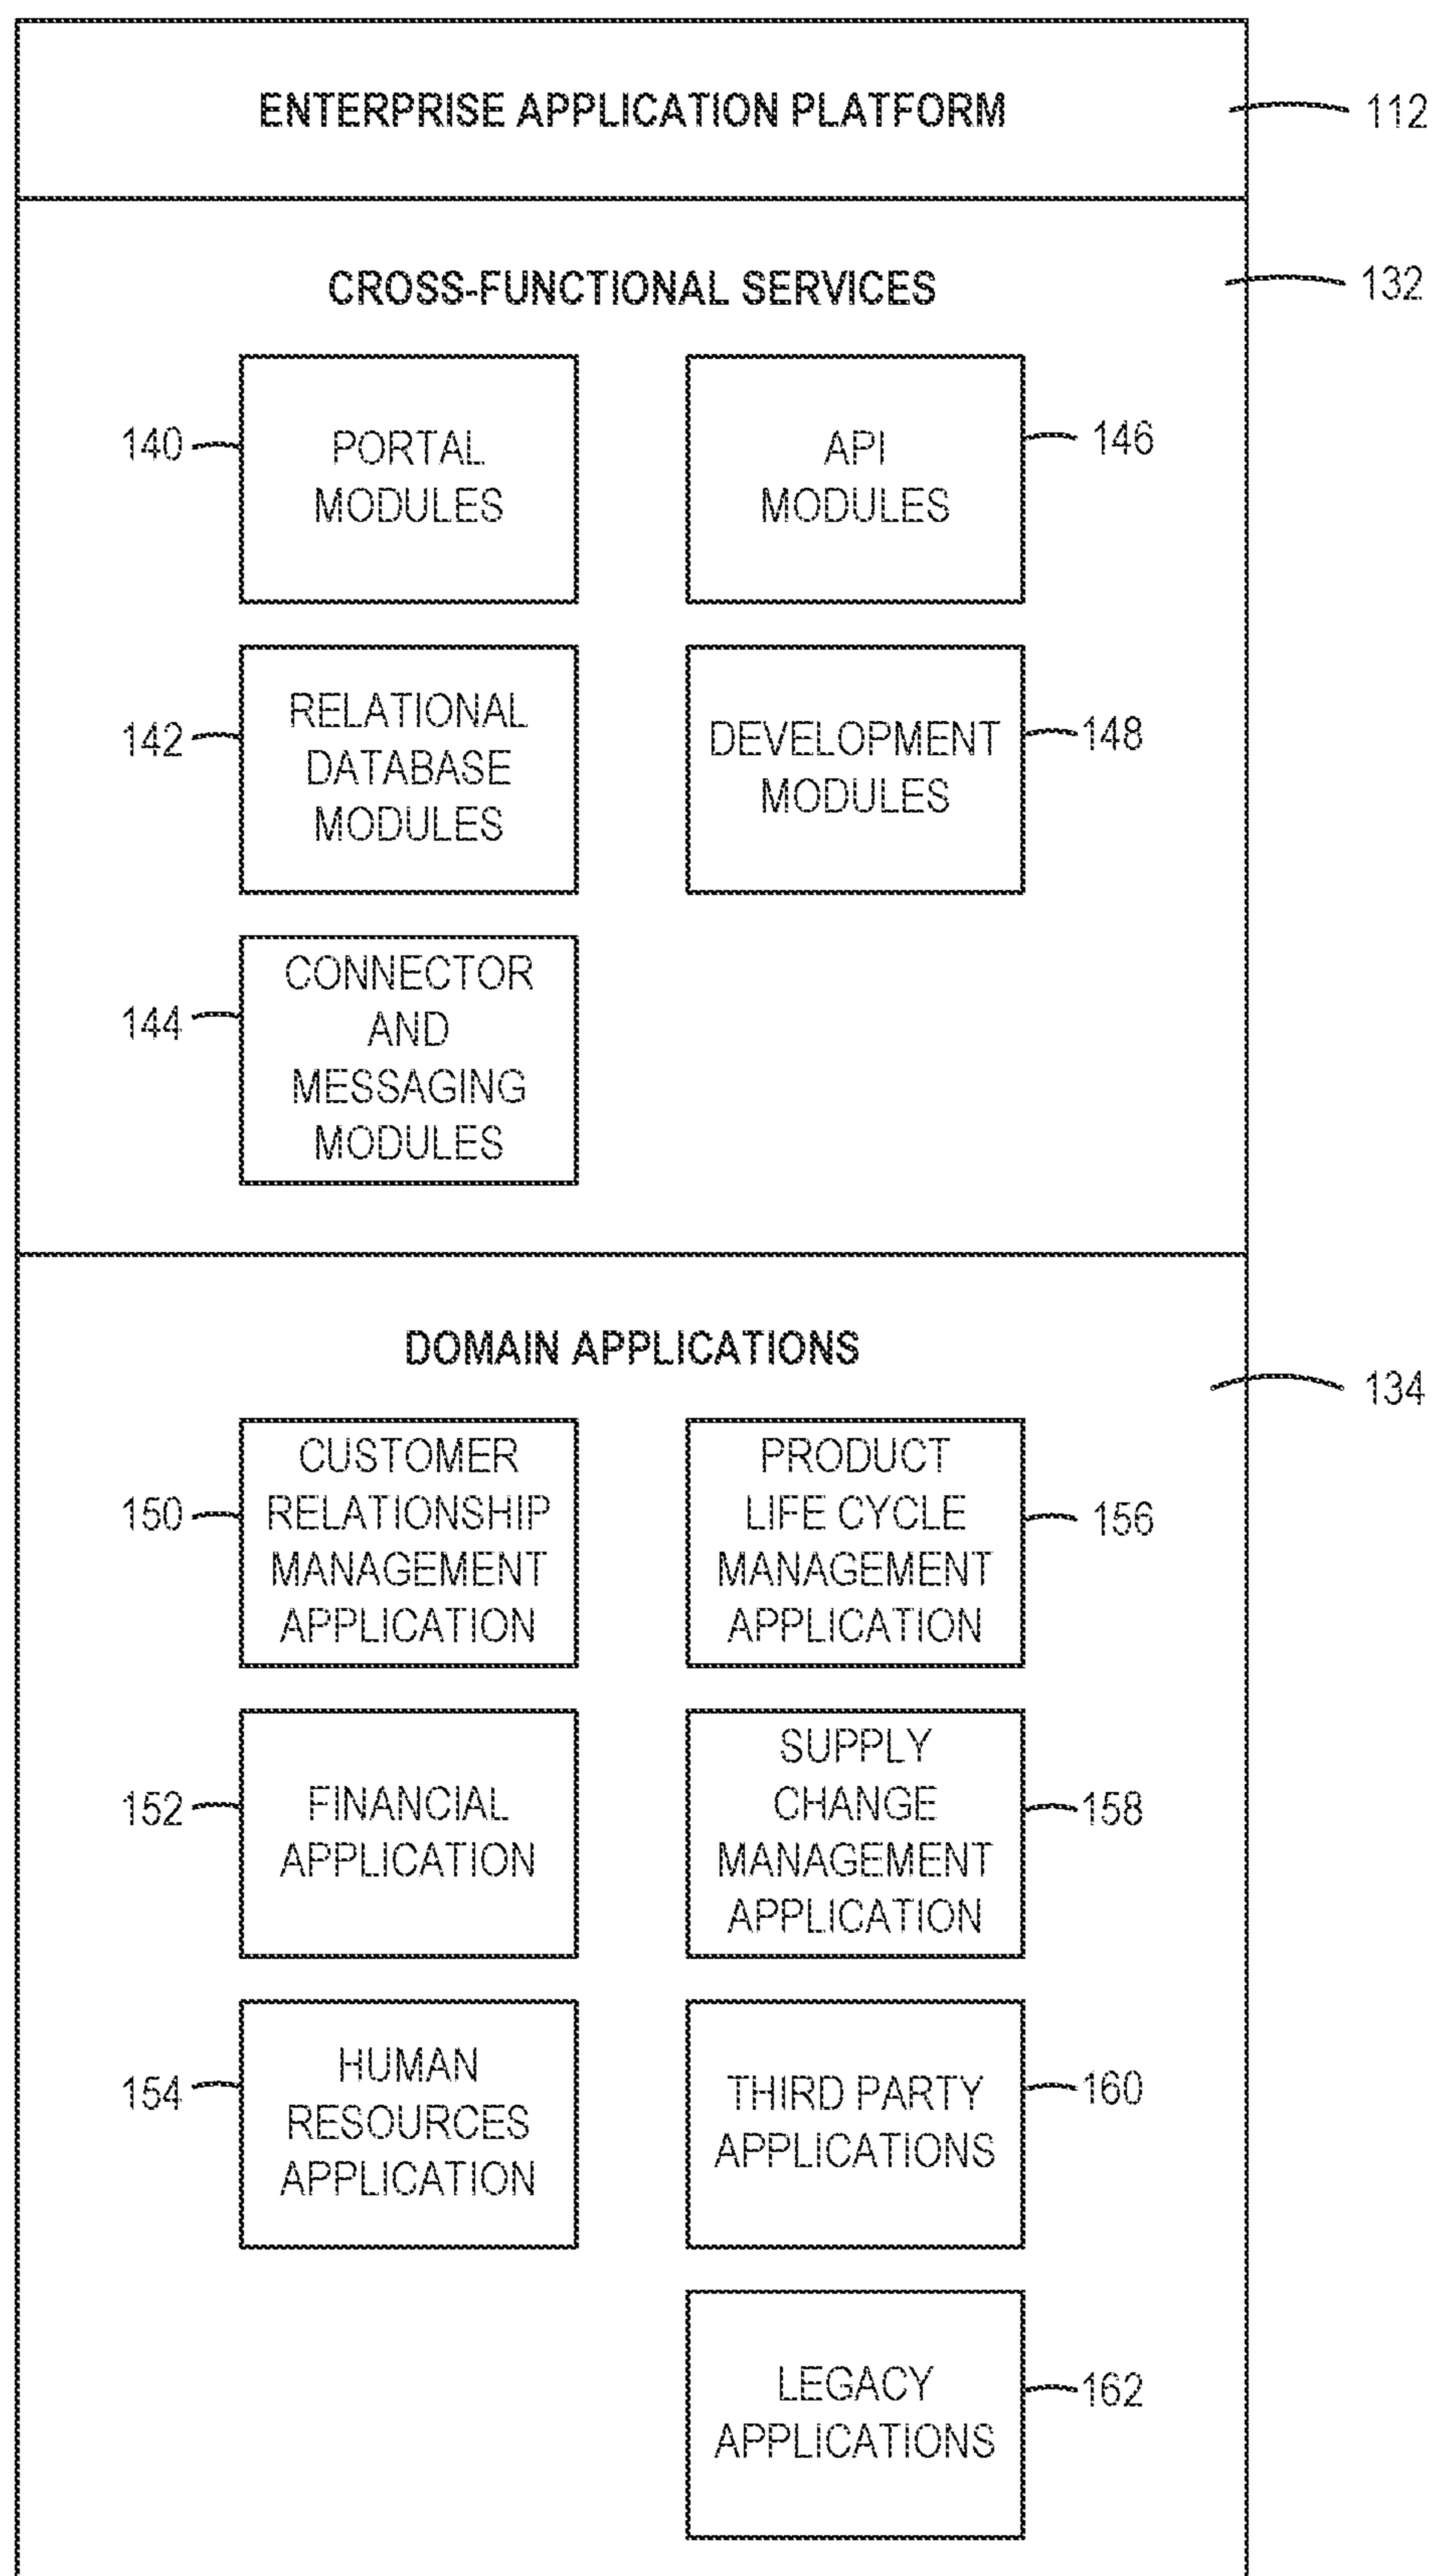 ENTERPRISE APPLICATION PLATFORM
112
CROSS-FUNCTIONAL SERVICES
132
140
PORTAL
MODULES
API
MODULES
146
142
RELATIONAL
DATABASE
MODULES
DEVELOPMENT
MODULES
148
144
CONNECTOR
AND
MESSAGING
MODULES
DOMAIN APPLICATIONS
134
150
CUSTOMER
RELATIONSHIP
MANAGEMENT
APPLICATION
PRODUCT
LIFE CYCLE
MANAGEMENT
APPLICATION
156
152
FINANCIAL
APPLICATION
SUPPLY
CHANGE
MANAGEMENT
APPLICATION
158
154
HUMAN
RESOURCES
APPLICATION
THIRD PARTY
APPLICATIONS
160
LEGACY
APPLICATIONS
162